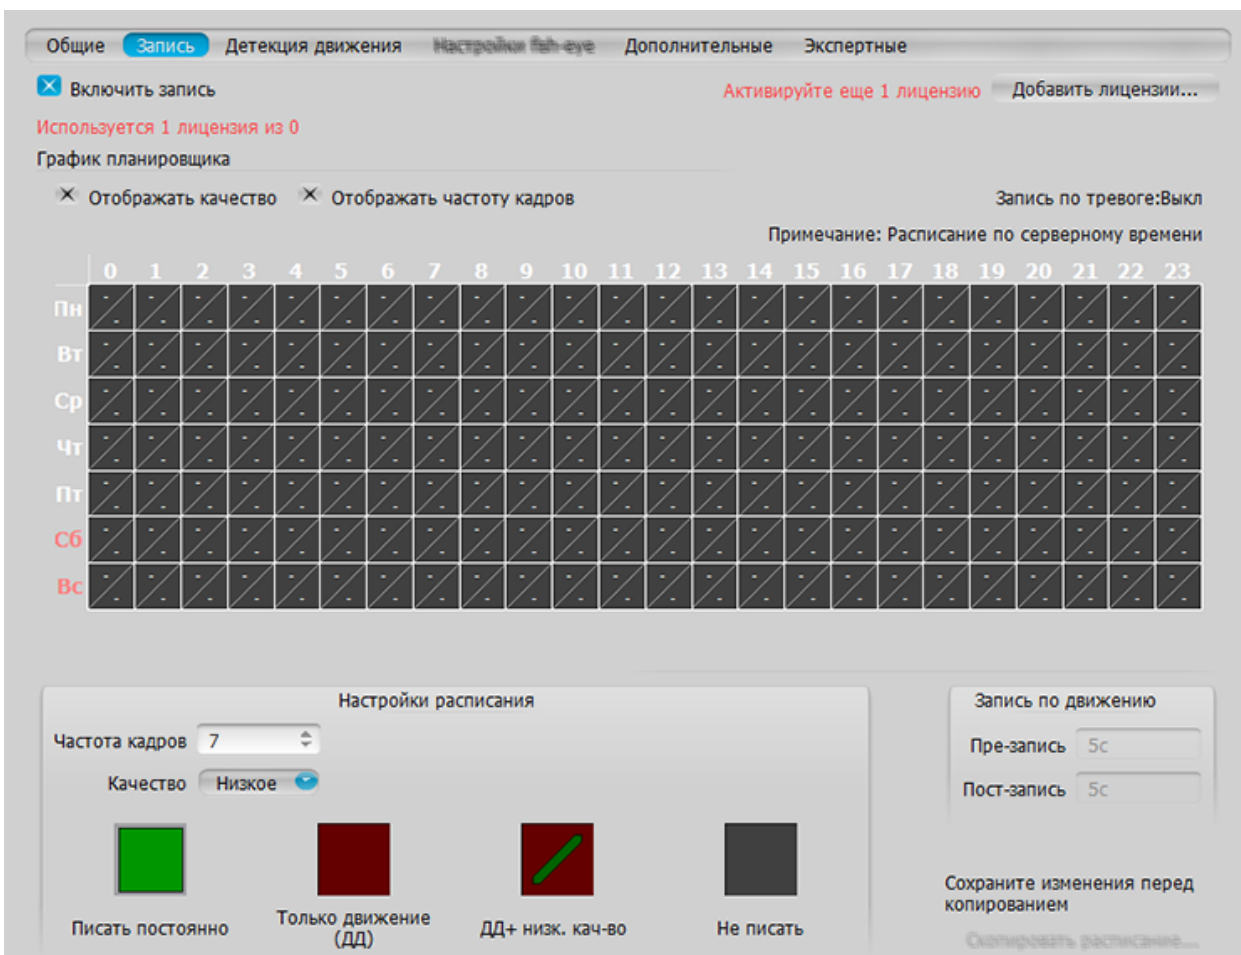 Общие Запись Детекция движения Настройки fish-eye Дополнительные Экспертные
Включить запись Активируйте еще 1 лицензию Добавить лицензии...
Используется 1 лицензия из 0
График планировщика
Отображать качество Отображать частоту кадров Запись по тревоге:Выкл
Примечание: Расписание по серверному времени
0 1 2 3 4 5 6 7 8 9 10 11 12 13 14 15 16 17 18 19 20 21 22 23
Пн
Вт
Ср
Чт
Пт
Сб
Вс
Настройки расписания
Частота кадров 7
Качество Низкое
Писать постоянно
Только движение
(ДД)
ДД+ низк. кач-во
Не писать
Запись по движению
Пре-запись 5с
Пост-запись 5с
Сохраните изменения перед
копированием
Скопировать расписание...